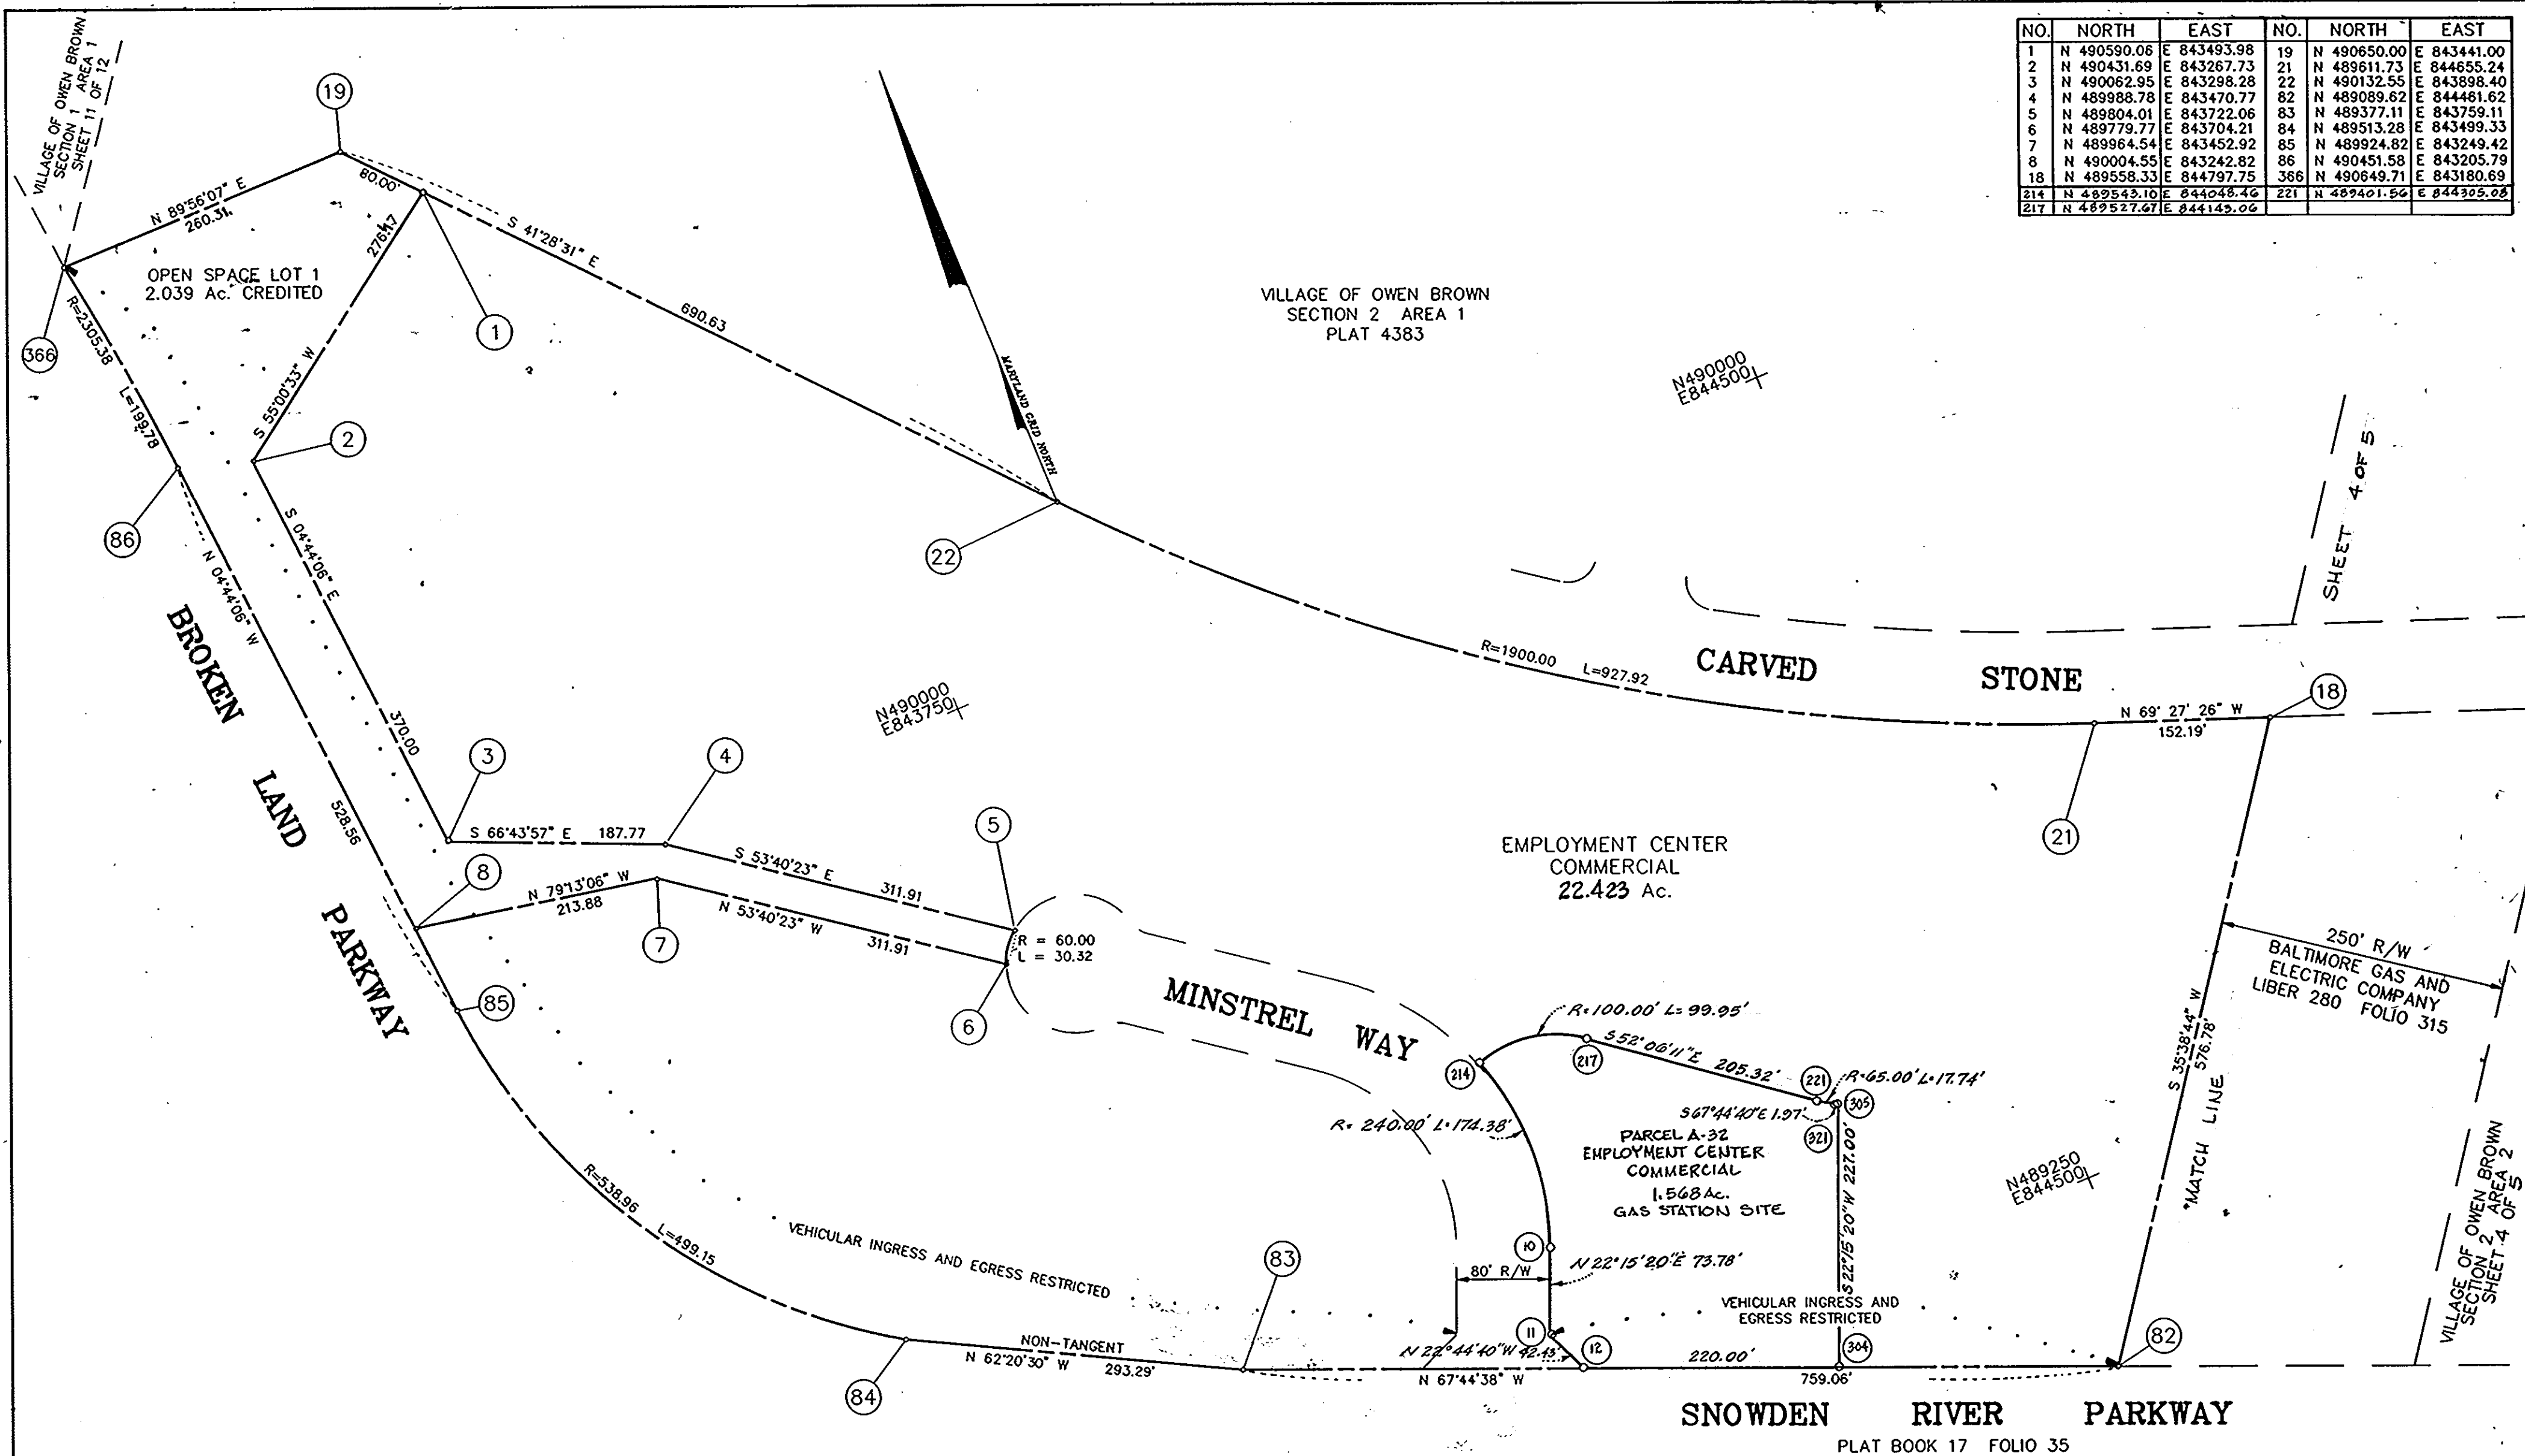 NO. NORTH EAST NO. NORTH EAST
1 N 490590.06 E 843493.98 19 N 490650.00 E 843441.00
2 N 490431.69 E 843267.73 21 N 489611.73 E 844655.24
3 N 490062.95 E 843298.28 22 N 490132.55 E 843898.40
4 N 489988.78 E 843470.77 82 N 489089.62 E 844461.62
5 N 489804.01 E 843722.06 83 N 489377.11 E 843759.11
6 N 489779.77 E 843704.21 84 N 489513.28 E 843499.33
7 N 489964.54 E 843452.92 85 N 489924.82 E 843249.42
8 N 490004.55 E 843242.82 86 N 490451.58 E 843205.79
18 N 489558.33 E 844797.75 366 N 490649.71 E 843180.69
214 N 489543.10 E 844048.46 221 N 489401.56 E 844305.08
217 N 489527.67 E 844143.06
VILLAGE OF OWEN BROWN
SECTION 1 AREA 1
SHEET 11 OF 12
19
N 89°56'07" E
260.31
80.00'
276.17
S 41°28'31" E
690.63
OPEN SPACE LOT 1
2.039 Ac. CREDITED
1
366
R=2305.38
L=199.78
S 55°00'33" W
2
86
MARYLAND GRID NORTH
VILLAGE OF OWEN BROWN
SECTION 2 AREA 1
PLAT 4383
N490000
E844500
SHEET 4 OF 5
22
S 04°44'06" E
370.00
N 04°44'06" W
528.56
BROKEN
LAND
PARKWAY
N490000
E843750
R=1900.00 L=927.92
CARVED STONE
N 69° 27' 26" W
152.19'
18
21
3
4
5
S 66°43'57" E 187.77
S 53°40'23" E 311.91
8
N 79°13'06" W
213.88
7
N 53°40'23" W 311.91
R = 60.00
L = 30.32
6
85
EMPLOYMENT CENTER
COMMERCIAL
22.423 Ac.
250' R/W
BALTIMORE GAS AND
ELECTRIC COMPANY
LIBER 280 FOLIO 315
S 35°38'44" W
576.78'
*MATCH LINE
MINSTREL WAY
R=100.00' L=99.95'
214
217
S 52°06'11"E 205.32'
221
R=65.00' L=17.74'
305
S 67°44'40"E 1.97'
321
R= 240.00' L=174.38'
PARCEL A-32
EMPLOYMENT CENTER
COMMERCIAL
1.568 Ac.
GAS STATION SITE
S 22°15'20"W 227.00'
N489250
E844500
VILLAGE OF OWEN BROWN
SECTION 2 AREA 2
SHEET 4 OF 5
R=538.96
L=499.15
VEHICULAR INGRESS AND EGRESS RESTRICTED
83
10
N 22°15'20"E 73.78'
80' R/W
VEHICULAR INGRESS AND
EGRESS RESTRICTED
11
N 22°44'40"W 42.43'
12
304
82
84
NON-TANGENT
N 62°20'30" W 293.29'
N 67°44'38" W
220.00'
759.06'
SNOWDEN RIVER PARKWAY
PLAT BOOK 17 FOLIO 35